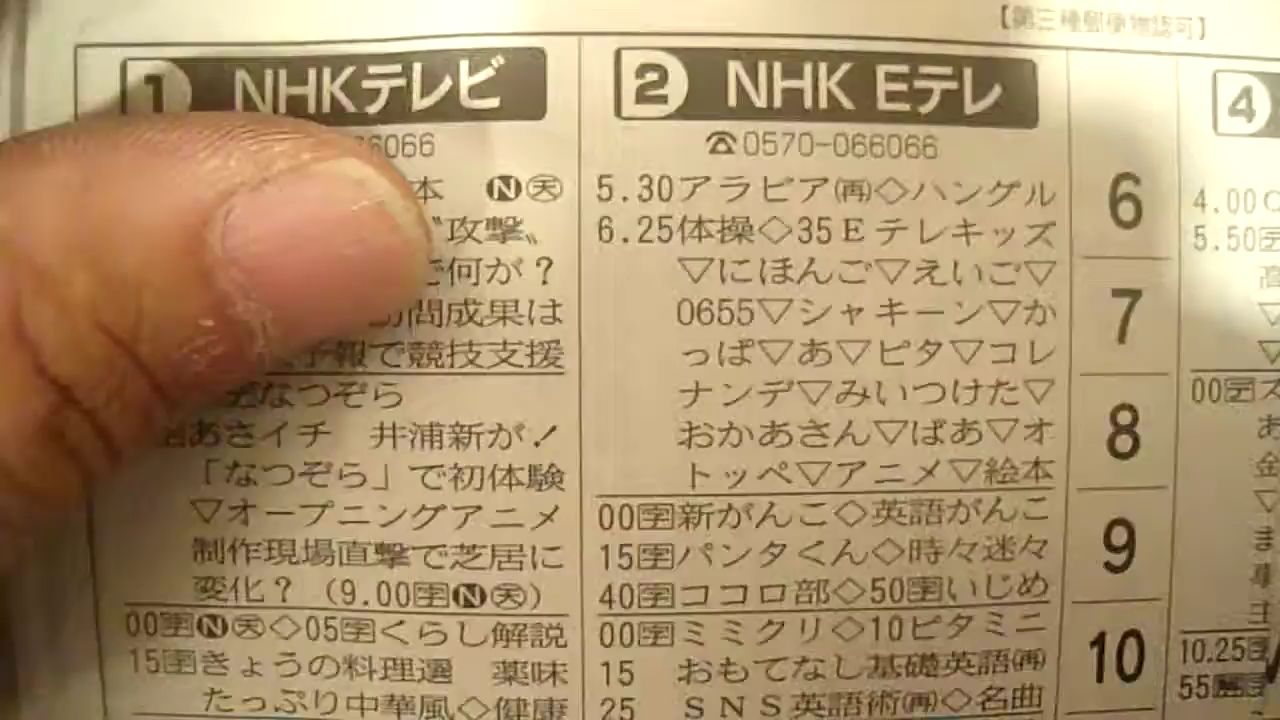 【第三種郵便物認可】
1 NHKテレビ
66066
本 Ⓝ㊝
〝攻撃〟
で何が？
訪問成果は
予報で競技支援
なつぞら
あさイチ 井浦新が！
「なつぞら」で初体験
▽オープニングアニメ
制作現場直撃で芝居に
変化？（9.00字Ⓝ天）
00字Ⓝ天◇05字くらし解説
15字きょうの料理選 薬味
たっぷり中華風◇健康
2 NHK Eテレ
☎0570-066066
5.30アラビア㊢◇ハングル
6.25体操◇35Eテレキッズ
▽にほんご▽えいご▽
0655▽シャキーン▽か
っぱ▽あ▽ピタ▽コレ
ナンデ▽みいつけた▽
おかあさん▽ばあ▽オ
トッペ▽アニメ▽絵本
00字新がんこ◇英語がんこ
15字パンタくん◇時々迷々
40字ココロ部◇50字いじめ
00字ミミクリ◇10ピタミニ
15 おもてなし基礎英語(再)
25 SNS英語術(再)◇名曲
6
7
8
9
10
4
4.00
5.50
00デ
10.25
55